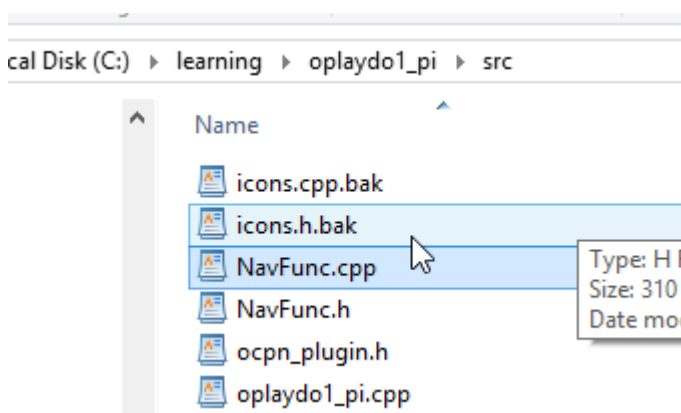 cal Disk (C:) learning oplaydo1_pi src
Name
icons.cpp.bak
icons.h.bak
NavFunc.cpp
Type: H
Size: 310
NavFunc.h
Date mo
ocpn_plugin.h
oplaydo1_pi.cpp